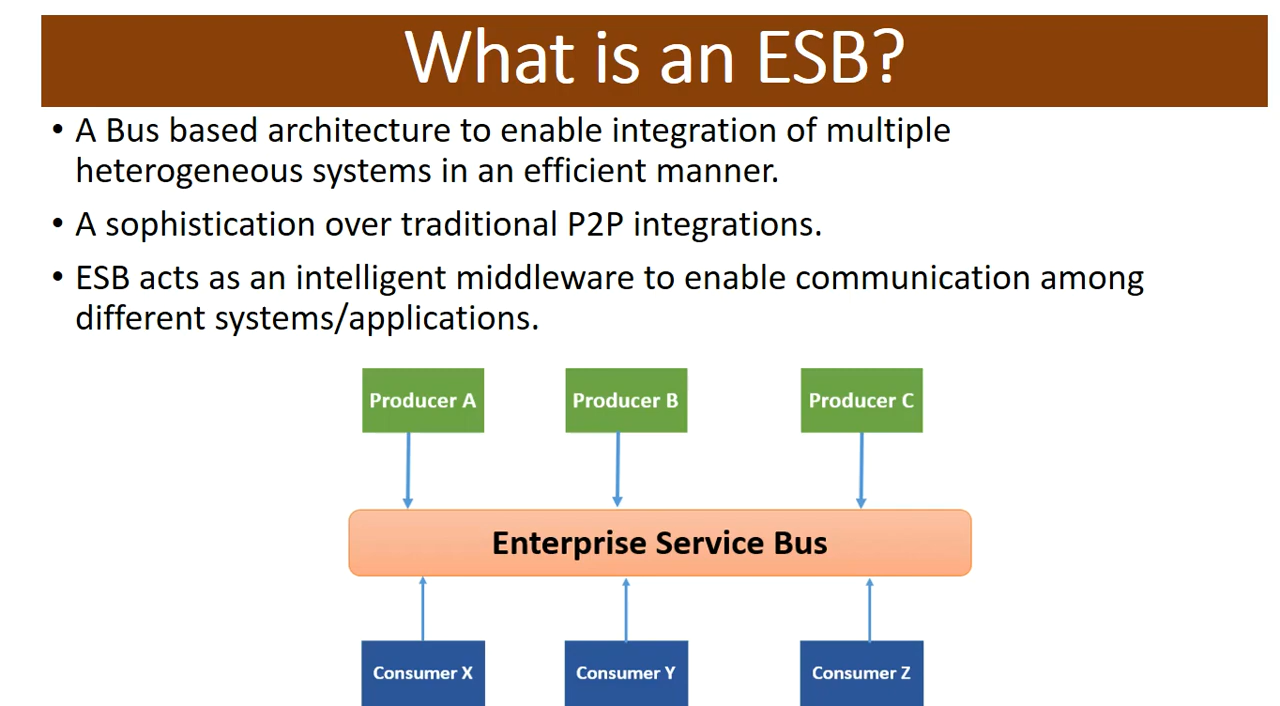 What is an ESB?
• A Bus based architecture to enable integration of multiple
heterogeneous systems in an efficient manner.
• A sophistication over traditional P2P integrations.
• ESB acts as an intelligent middleware to enable communication among
different systems/applications.
Producer A
Producer B
Producer C
Enterprise Service Bus
Consumer X
Consumer Y
Consumer Z